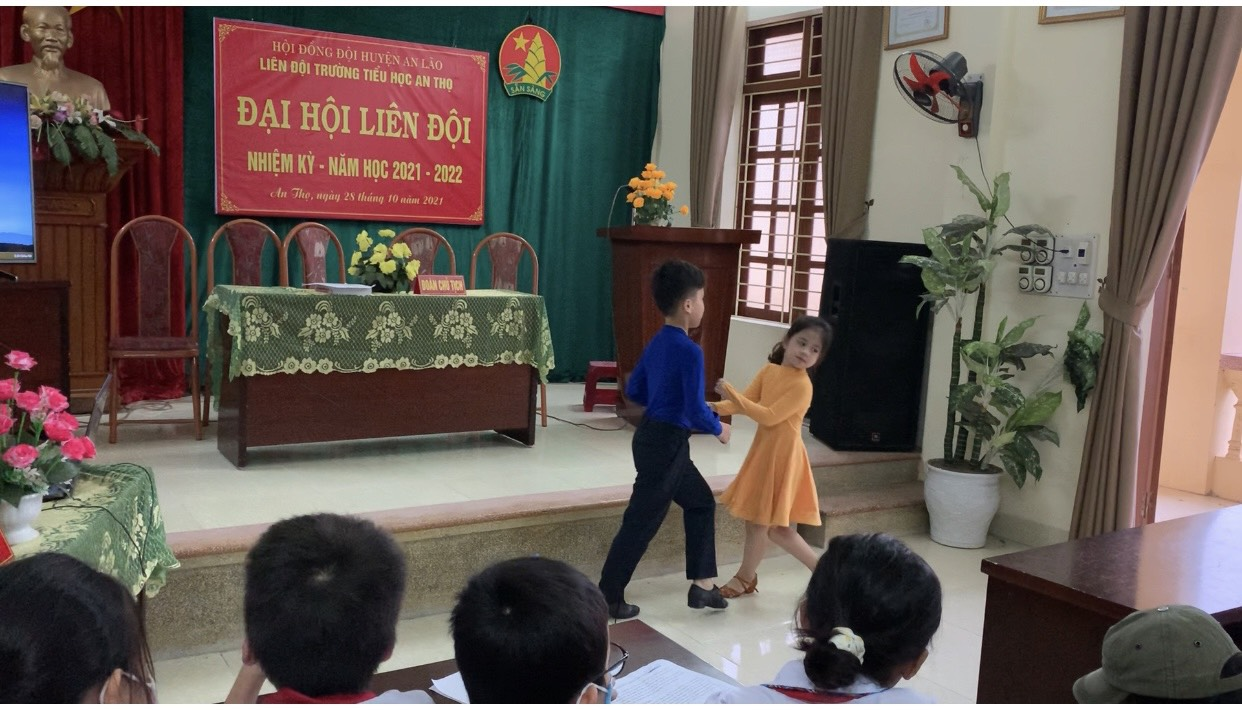 HỘI ĐỒNG ĐỘI HUYỆN AN LÃO
LIÊN ĐỘI TRƯỜNG TIỂU HỌC AN THỌ
ĐẠI HỘI LIÊN ĐỘI
NHIỆM KỲ - NĂM HỌC 2021 - 2022
An Thọ, ngày 28 tháng 10 năm 2021
SẴN SÀNG
ĐOÀN CHỦ TỊCH